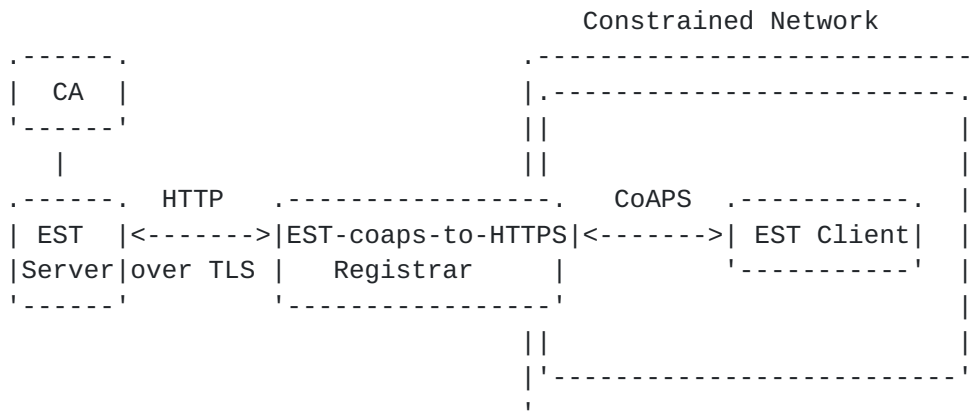 Constrained Network
CA
HTTP CoAPS
EST <-------> EST-coaps-to-HTTPS <-------> EST Client
Server over TLS Registrar